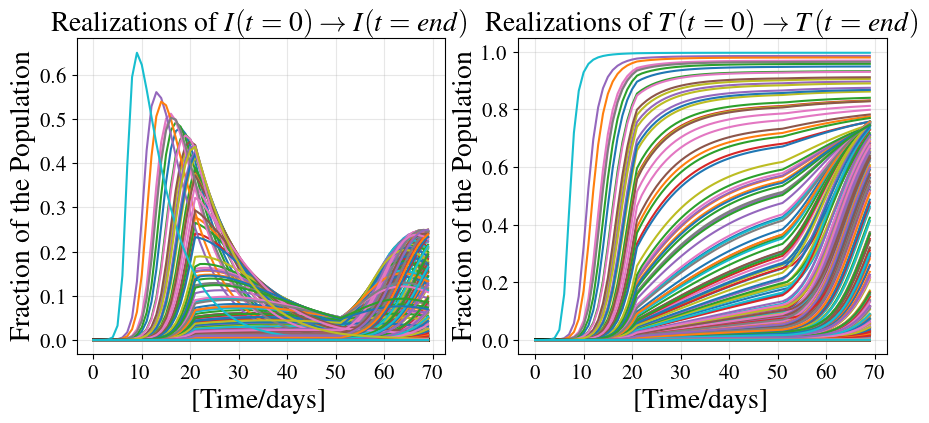 Realizations of I(t = 0) → I(t = end)
Fraction of the Population
0.6
0.5
0.4
0.3
0.2
0.1
0.0
0 10 20 30 40 50 60 70
[Time/days]
Realizations of T(t = 0) → T(t = end)
Fraction of the Population
1.0
0.8
0.6
0.4
0.2
0.0
0 10 20 30 40 50 60 70
[Time/days]